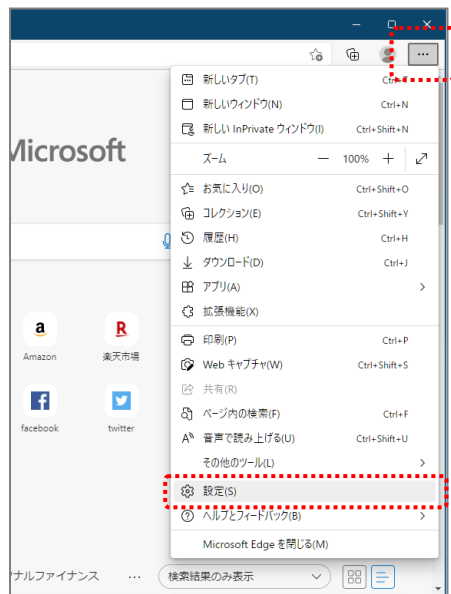 新しいタブ(T) Ctrl+T
新しいウィンドウ(N) Ctrl+N
新しい InPrivate ウィンドウ(I) Ctrl+Shift+N
ズーム — 100% +
Microsoft
お気に入り(O) Ctrl+Shift+O
コレクション(E) Ctrl+Shift+Y
履歴(H) Ctrl+H
ダウンロード(D) Ctrl+J
アプリ(A)
拡張機能(X)
印刷(P) Ctrl+P
Amazon
楽天市場
Web キャプチャ(W) Ctrl+Shift+S
共有(R)
ページ内の検索(F) Ctrl+F
facebook
twitter
音声で読み上げる(U) Ctrl+Shift+U
その他のツール(L)
設定(S)
ヘルプとフィードバック(B)
Microsoft Edge を閉じる(M)
ナルファイナンス … 検索結果のみ表示